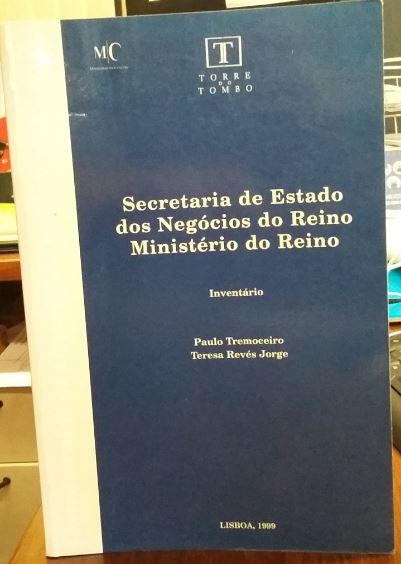 M|C
T
TORRE
DO
TOMBO
Secretaria de Estado
dos Negócios do Reino
Ministério do Reino
Inventário
Paulo Tremoceiro
Teresa Revés Jorge
LISBOA, 1999